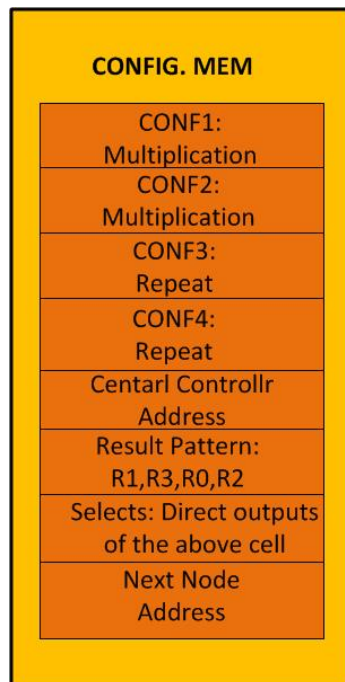 CONFIG. MEM
CONF1:
Multiplication
CONF2:
Multiplication
CONF3:
Repeat
CONF4:
Repeat
Centarl Controllr
Address
Result Pattern:
R1,R3,R0,R2
Selects: Direct outputs
of the above cell
Next Node
Address